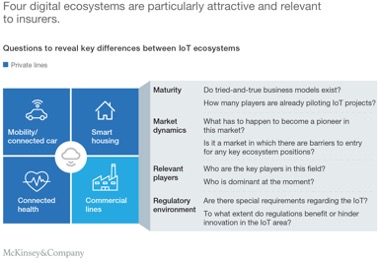 Four digital ecosystems are particularly attractive and relevant
to insurers.
Questions to reveal key differences between IoT ecosystems
Private lines
Mobility/
connected car
Smart
housing
Connected
health
Commercial
lines
Maturity
Do tried-and-true business models exist?
How many players are already piloting IoT projects?
Market
dynamics
What has to happen to become a pioneer in
this market?
Is it a market in which there are barriers to entry
for any key ecosystem positions?
Relevant
players
Who are the key players in this field?
Who is dominant at the moment?
Regulatory
environment
Are there special requirements regarding the IoT?
To what extent do regulations benefit or hinder
innovation in the IoT area?
McKinsey&Company